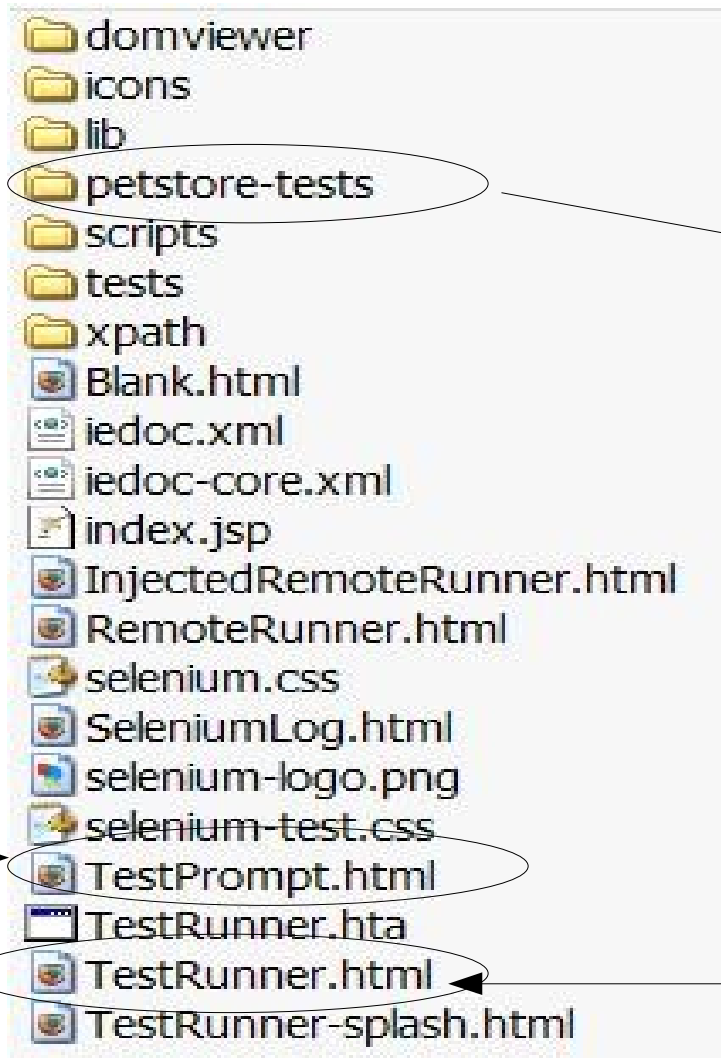 domviewer
icons
lib
petstore-tests
scripts
tests
xpath
Blank.html
iedoc.xml
iedoc-core.xml
index.jsp
InjectedRemoteRunner.html
RemoteRunner.html
selenium.css
SeleniumLog.html
selenium-logo.png
selenium-test.css
TestPrompt.html
TestRunner.hta
TestRunner.html
TestRunner-splash.html